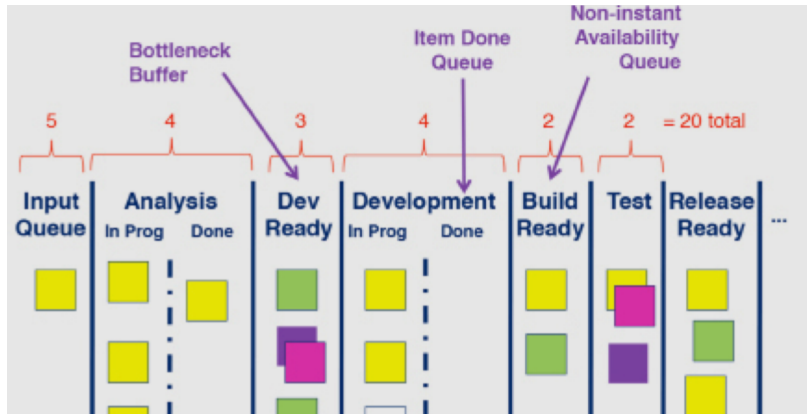 Non-instant
Availability
Queue
Item Done
Queue
Bottleneck
Buffer
5 4 3 4 2 2 = 20 total
Input Queue
Analysis
In Prog Done
Dev Ready
Development
In Prog Done
Build Ready
Test
Release Ready
...